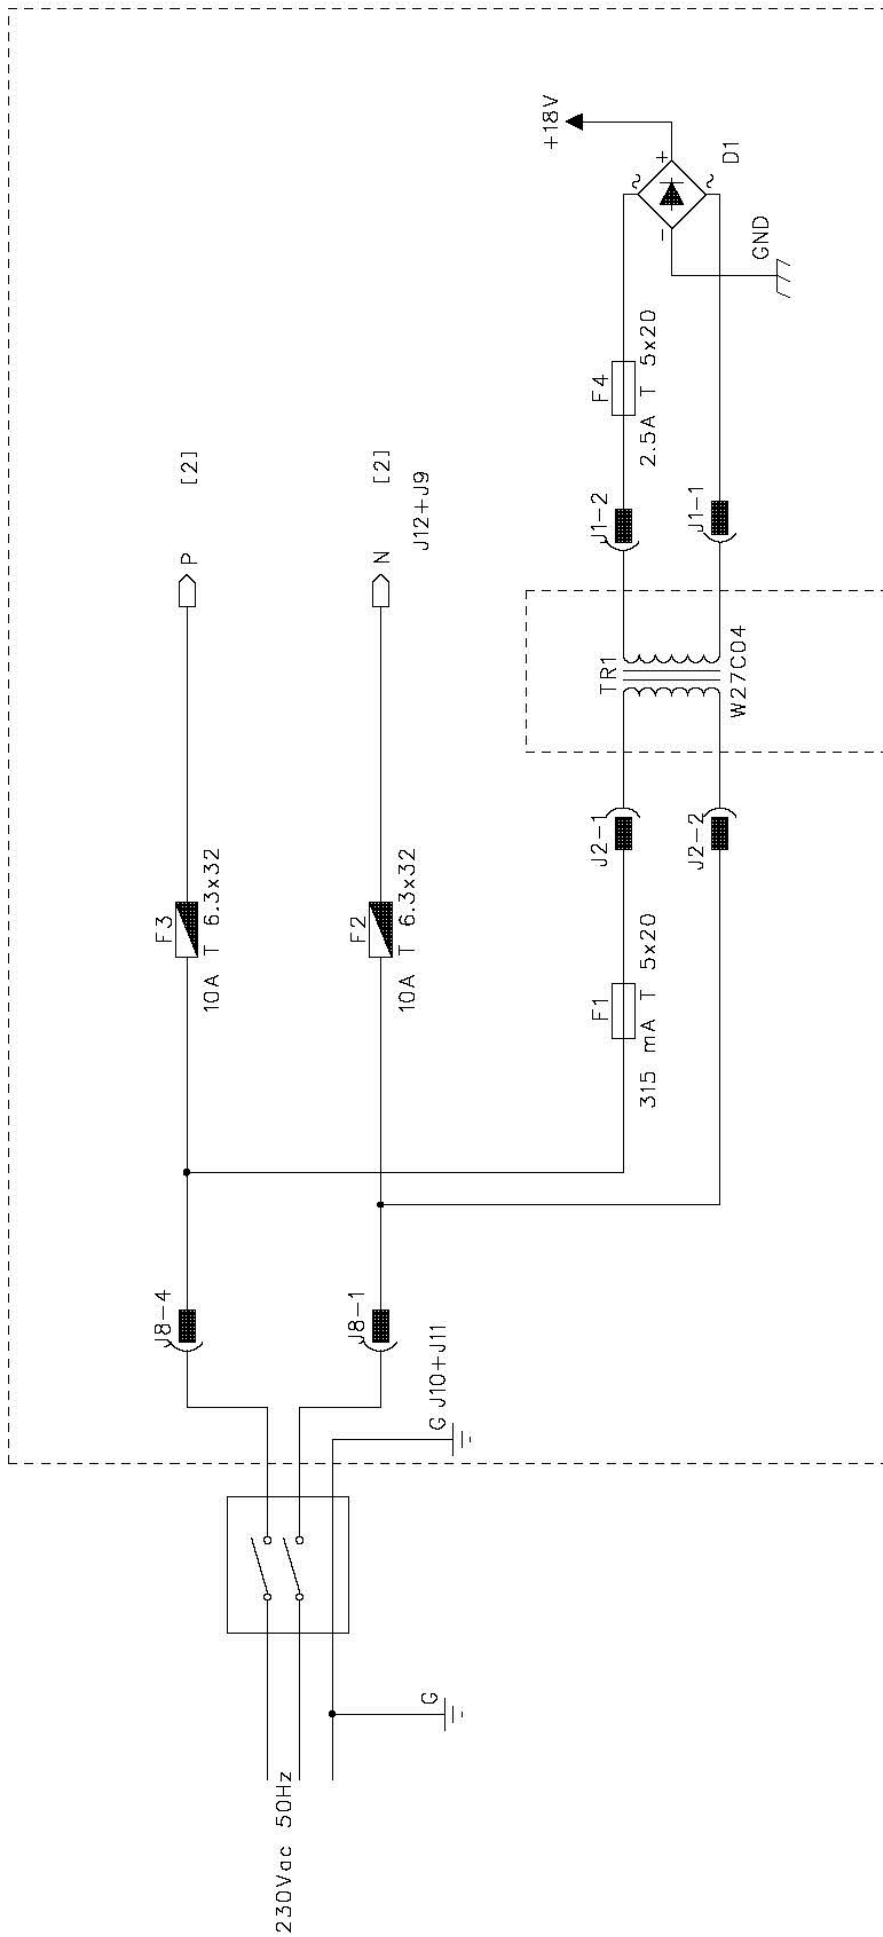 230Vac 50Hz
G
G J10+J11
J8-4
J8-1
F3
10A T 6.3x32
F2
10A T 6.3x32
P [2]
N [2]
J12+J9
F1
315 mA T 5x20
J2-1
J2-2
TR1
W27C04
J1-2
J1-1
F4
2.5A T 5x20
+18V
~ + ~ -
D1
GND